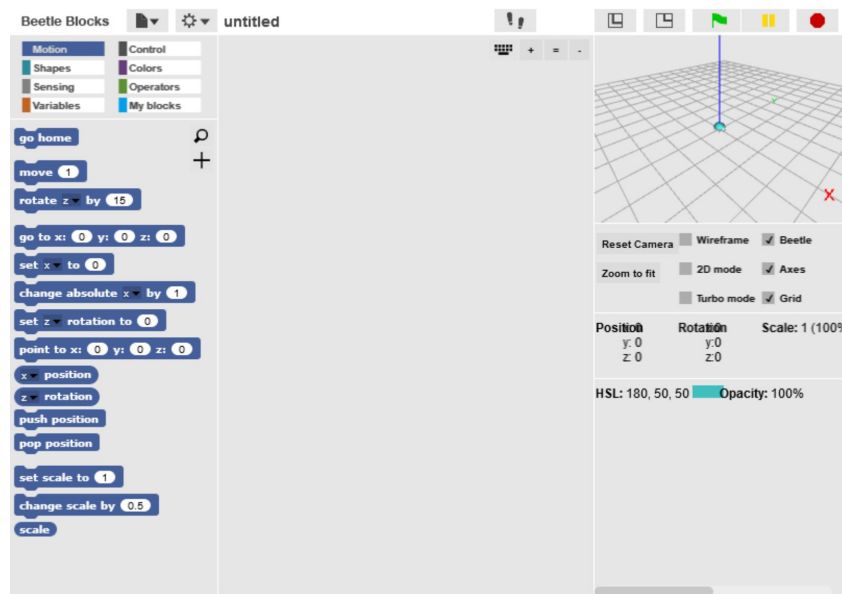 Beetle Blocks untitled
Motion Control
Shapes Colors
Sensing Operators
Variables My blocks
+ = -
go home
move 1
rotate z by 15
go to x: 0 y: 0 z: 0
set x to 0
change absolute x by 1
set z rotation to 0
point to x: 0 y: 0 z: 0
x position
z rotation
push position
pop position
set scale to 1
change scale by 0.5
scale
X
Reset Camera Wireframe Beetle
Zoom to fit 2D mode Axes
Turbo mode Grid
Position Rotation Scale: 1 (100%
y: 0 y:0
z: 0 z:0
HSL: 180, 50, 50 Opacity: 100%